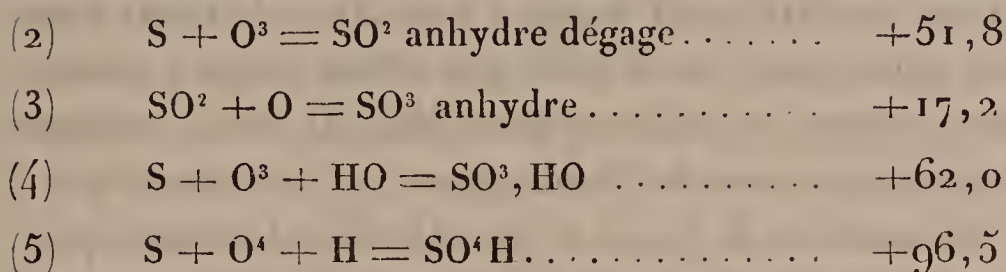 (2) S + O³ = SO² anhydre dégage....... +51,8
(3) SO² + O = SO³ anhydre........... +17,2
(4) S + O³ + HO = SO³,HO .......... +62,0
(5) S + O⁴ + H = SO⁴H.............. +96,5